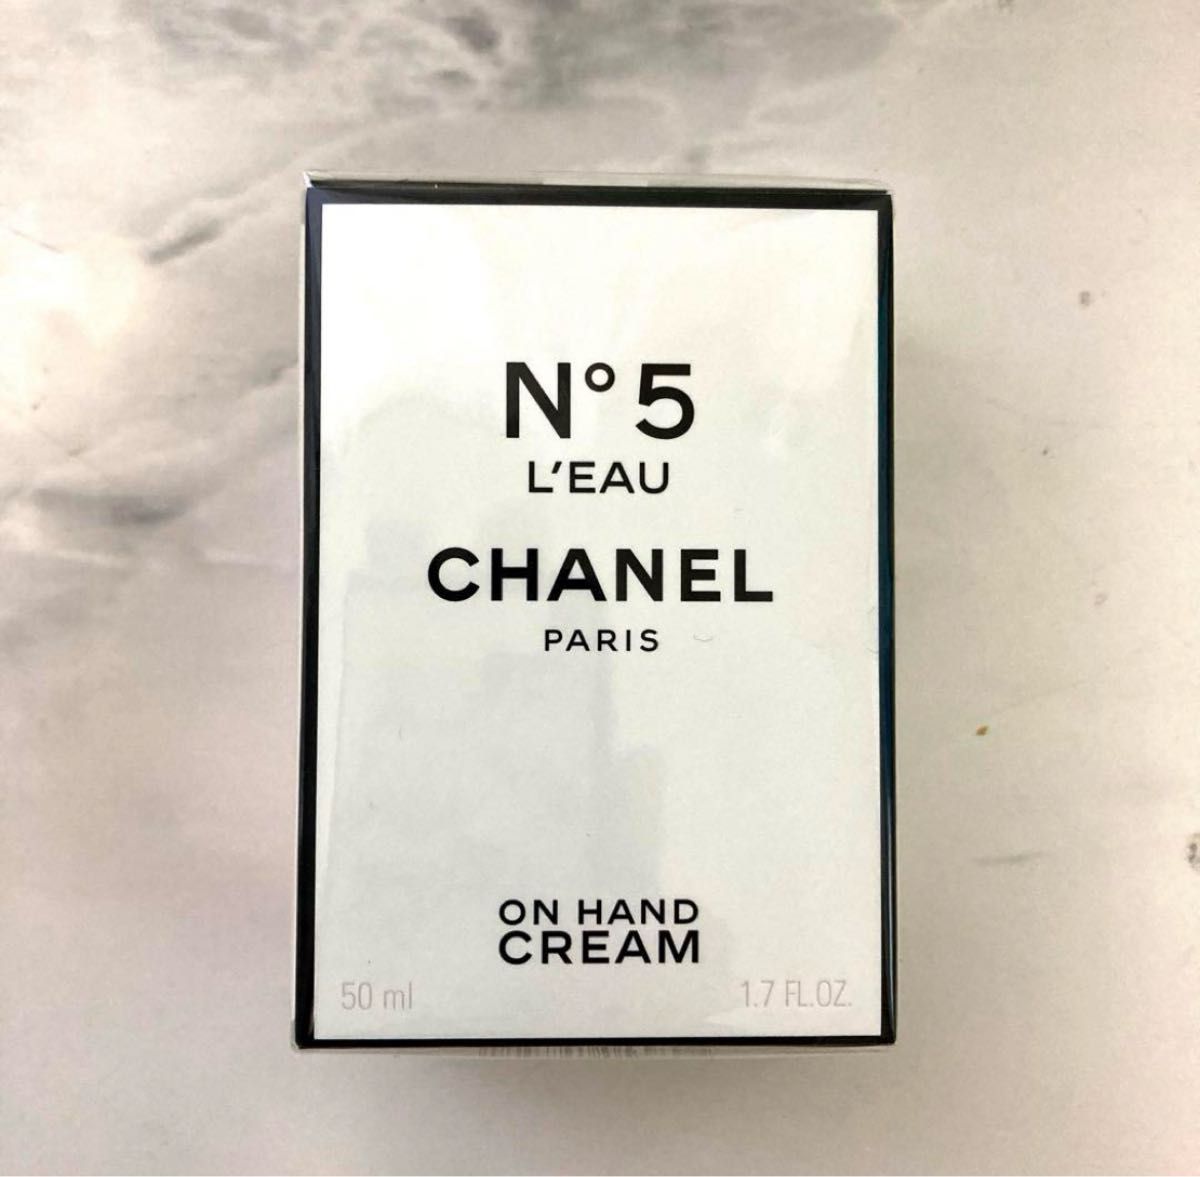 N° 5
L'EAU
CHANEL
PARIS
ON HAND
CREAM
50 ml 1.7 FL.OZ.